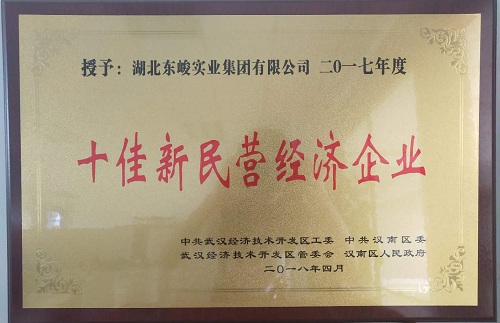 授予：湖北东峻实业集团有限公司 二〇一七年度
十佳新民营经济企业
中共武汉经济技术开发区工委 中共汉南区委
武汉经济技术开发区管委会 汉南区人民政府
二〇一八年四月